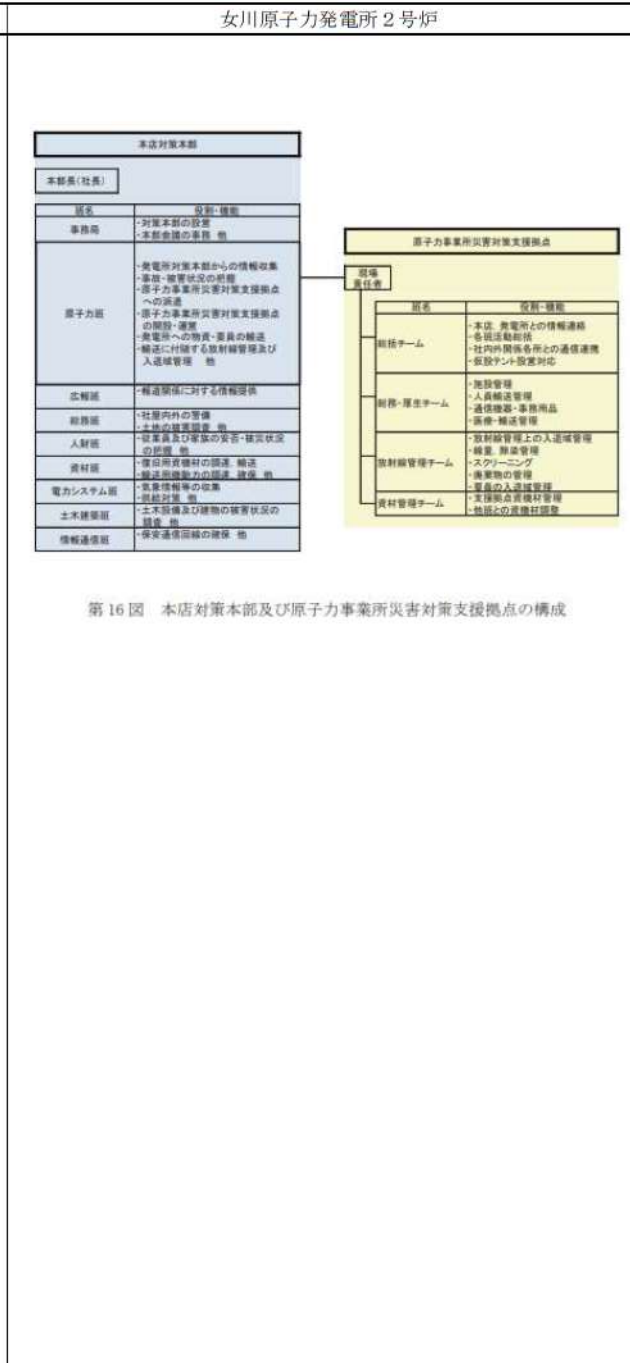 女川原子力発電所２号炉
本店対策本部
本部長(社長)
班名 役割・機能
事務局
・対策本部の設営
・本部会議の事務 他
原子力班
・発電所対策本部からの情報収集
・事故・被害状況の把握
・原子力事業所災害対策支援拠点
への派遣
・原子力事業所災害対策支援拠点
の開設・運営
・発電所への物資・要員の輸送
・輸送に付随する放射線管理及び
入退域管理 他
広報班
・報道関係に対する情報提供
総務班
・社屋内外の警備
・土地の被害調査 他
人財班
・従業員及び家族の安否・被災状況
の把握 他
資材班
・復旧用資機材の調達、輸送
・輸送用機動力の調達、確保 他
電力システム班
・気象情報等の収集
・供給対策 他
土木建築班
・土木設備及び建物の被害状況の
調査 他
情報通信班
・保安通信回線の確保 他
原子力事業所災害対策支援拠点
現場
責任者
班名 役割・機能
総括チーム
・本店、発電所との情報連絡
・各班活動総括
・社内外関係各所との通信連携
・仮設テント設営対応
総務・厚生チーム
・施設管理
・人員輸送管理
・通信機器・事務用品
・医療・輸送管理
放射線管理チーム
・放射線管理上の入退域管理
・線量、除染管理
・スクリーニング
・廃棄物の管理
・要員の入退域管理
資材管理チーム
・支援拠点資機材管理
・他班との資機材調整
第 16 図 本店対策本部及び原子力事業所災害対策支援拠点の構成